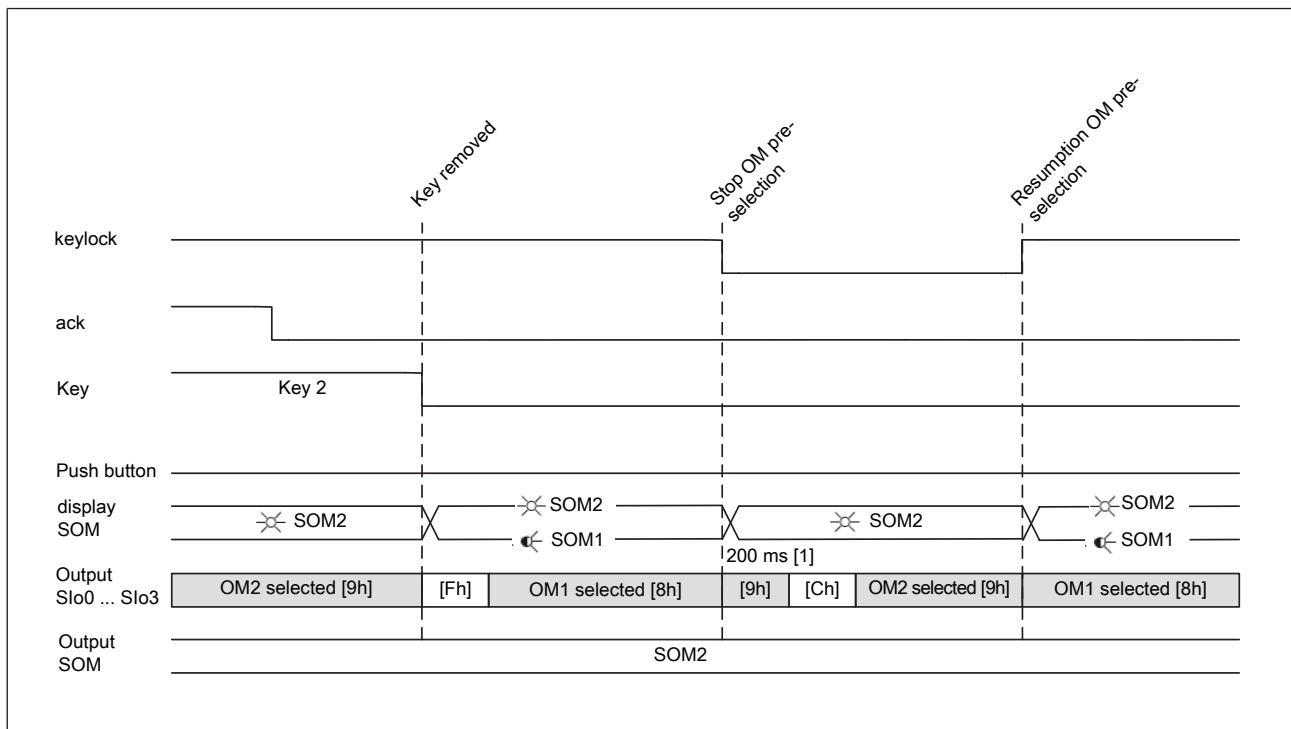 Key removed
Stop OM pre-
selection
Resumption OM pre-
selection
keylock
ack
Key
Key 2
Push button
display
SOM
SOM2
SOM2
SOM1
SOM2
SOM2
SOM1
200 ms [1]
Output
SIo0 ... SIo3
OM2 selected [9h]
[Fh]
OM1 selected [8h]
[9h]
[Ch]
OM2 selected [9h]
OM1 selected [8h]
Output
SOM
SOM2